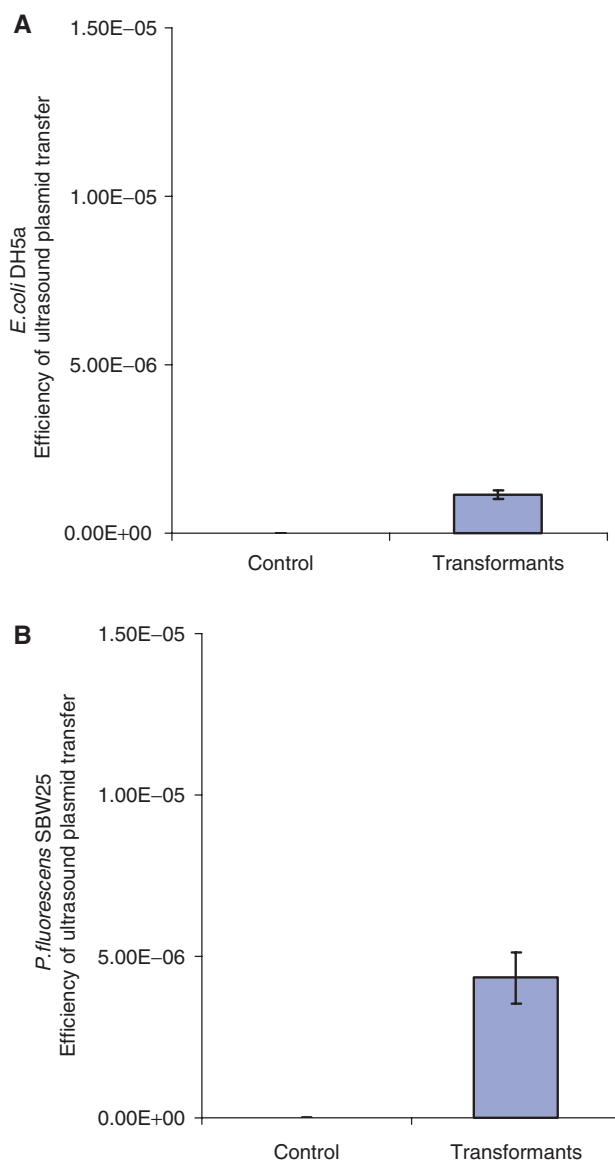 A
1.50E−05
1.00E−05
5.00E−06
0.00E+00
E.coli DH5a
Efficiency of ultrasound plasmid transfer
Control Transformants
B
1.50E−05
1.00E−05
5.00E−06
0.00E+00
P.fluorescens SBW25
Efficiency of ultrasound plasmid transfer
Control Transformants